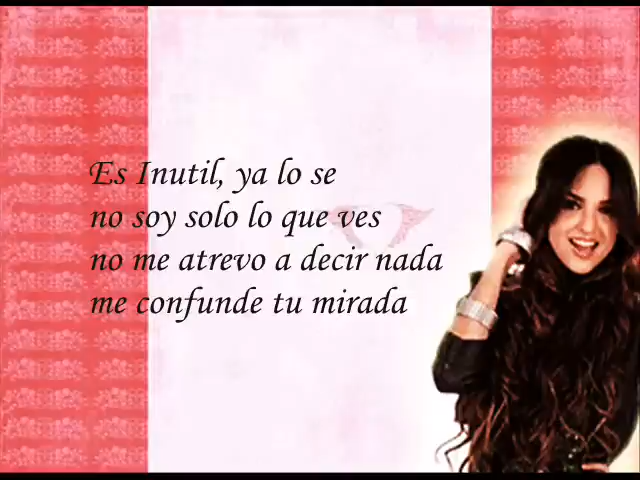 Es Inutil, ya lo se
no soy solo lo que ves
no me atrevo a decir nada
me confunde tu mirada